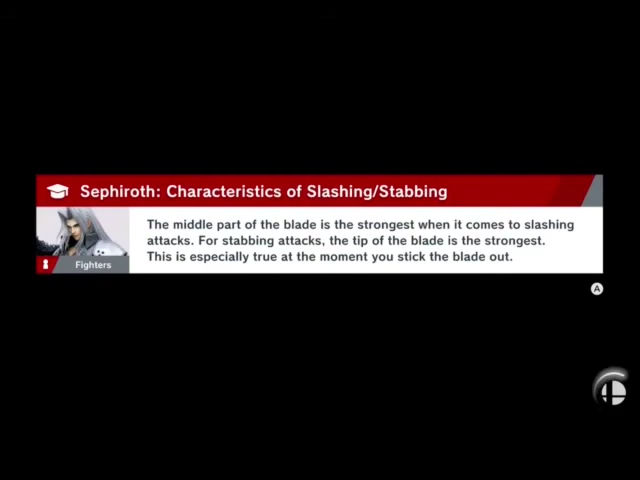 Sephiroth: Characteristics of Slashing/Stabbing
The middle part of the blade is the strongest when it comes to slashing
attacks. For stabbing attacks, the tip of the blade is the strongest.
This is especially true at the moment you stick the blade out.
Fighters
A